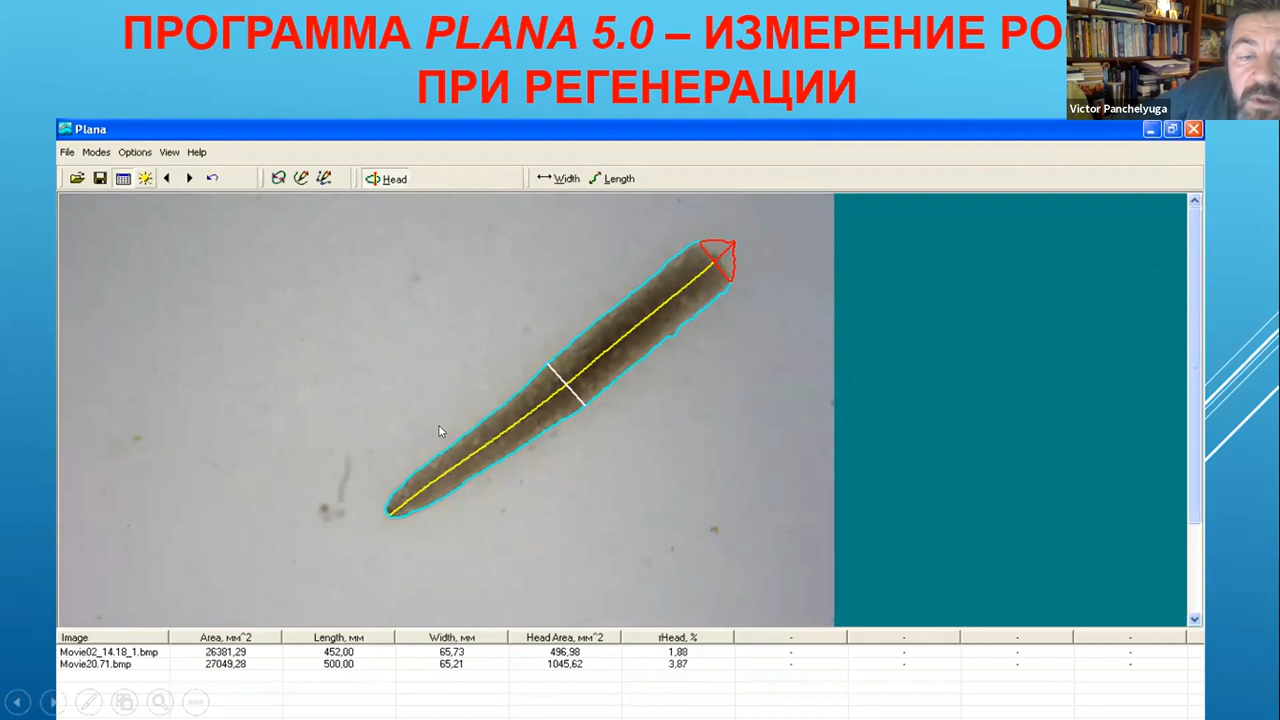 ПРОГРАММА PLANA 5.0 – ИЗМЕРЕНИЕ РО
ПРИ РЕГЕНЕРАЦИИ
Victor Panchelyuga
Plana
File Modes Options View Help
Head Width Length
Image Area, мм^2 Length, мм Width, мм Head Area, мм^2 rHead, % - - - -
Movie02_14.18_1.bmp 26381,29 452,00 65,73 496,98 1,88 - - - -
Movie20.71.bmp 27049,28 500,00 65,21 1045,62 3,87 - - - -